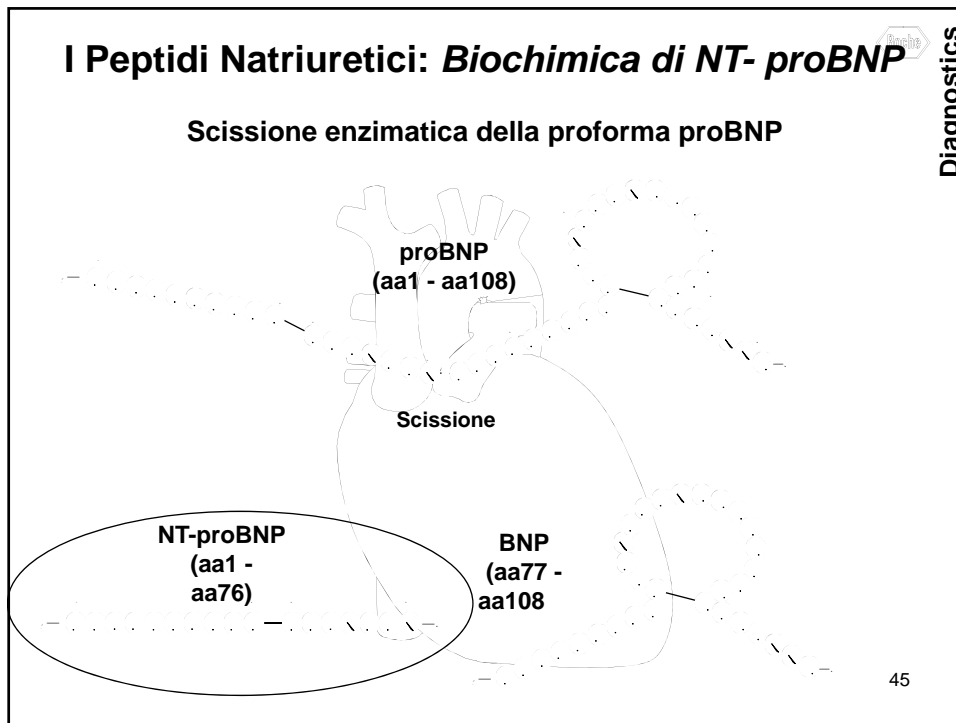 I Peptidi Natriuretici: Biochimica di NT- proBNP
Roche
Diagnostics
Scissione enzimatica della proforma proBNP
proBNP
(aa1 - aa108)
Scissione
NT-proBNP
(aa1 -
aa76)
BNP
(aa77 -
aa108
45